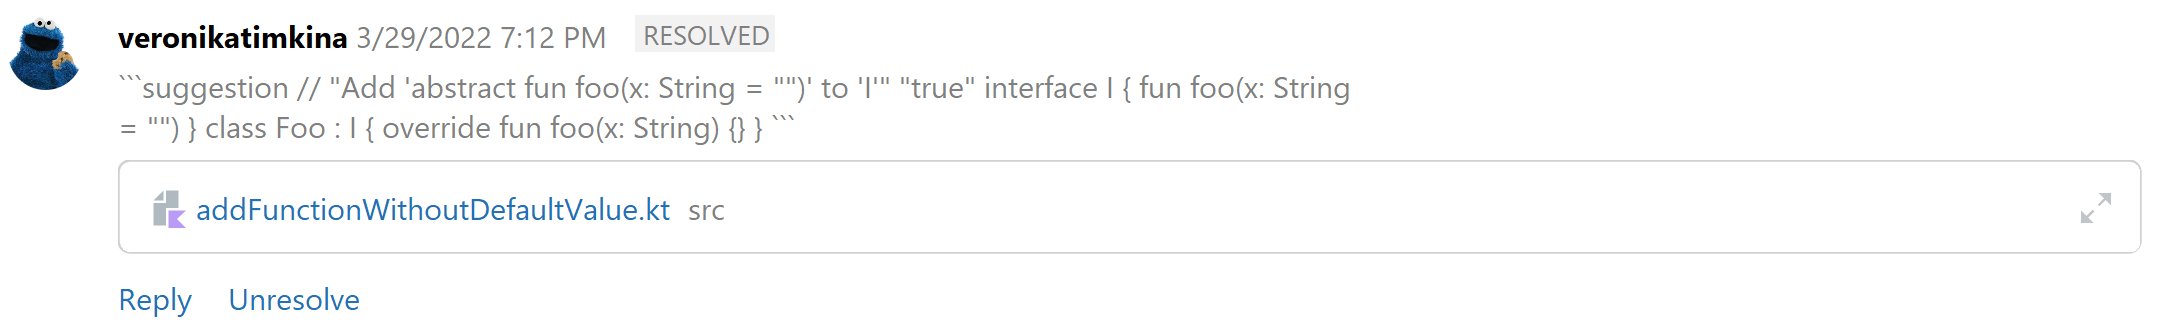 veronikatimkina 3/29/2022 7:12 PM RESOLVED
```suggestion // "Add 'abstract fun foo(x: String = "")' to 'I'" "true" interface I { fun foo(x: String
= "") } class Foo : I { override fun foo(x: String) {} } ```
addFunctionWithoutDefaultValue.kt src
Reply Unresolve